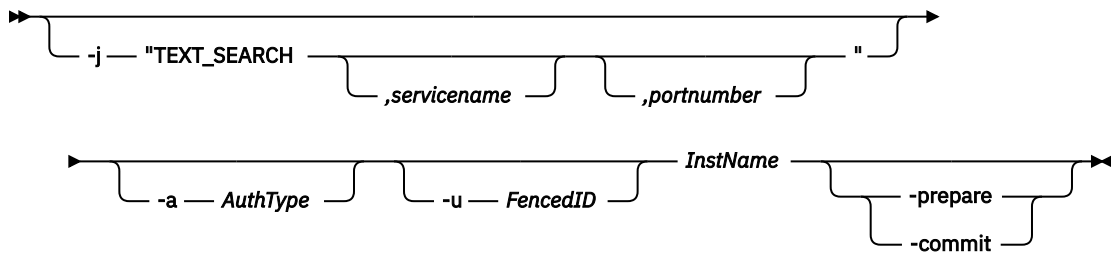 -j "TEXT_SEARCH "
,servicename ,portnumber
InstName
-a AuthType -u FencedID -prepare
-commit